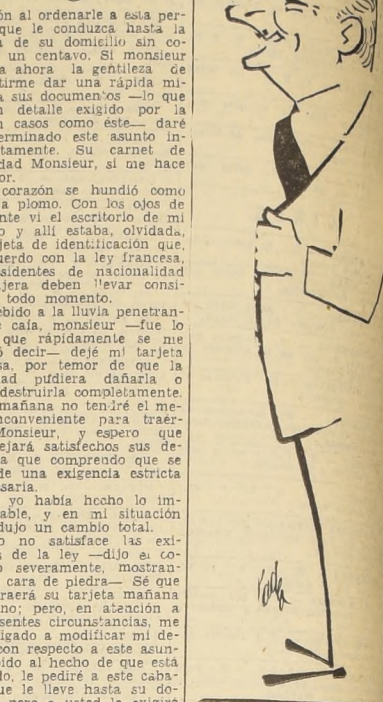 ón al ordenarle a esta per-
que le conduzca hasta la
de su domicilio sin co-
un centavo. Si monsieur
a ahora la gentileza de
tirme dar una rápida mi-
a sus documentos —lo que
detalle exigido por la
casos como éste— daré
erminado este asunto in-
tamente. Su carnet de
dad Monsieur, si me hace
or.
corazón se hundió como
a plomo. Con los ojos de
nte vi el escritorio de mi
o y allí estaba, olvidada,
jeta de identificación que,
uerdo con la ley francesa,
sidentes de nacionalidad
njera deben llevar consi-
todo momento.
ebido a la lluvia penetran-
e caía, monsieur —fue lo
que rápidamente se me
ó decir— dejé mi tarjeta
sa, por temor de que la
ad pudiera dañarla o
destruirla completamente.
mañana no tendré el me-
nconveniente para traér-
Monsieur, y espero que
ejará satisfechos sus de-
a que comprendo que se
de una exigencia estricta
saria.
yo había hecho lo im-
able, y en mi situación
dujo un cambio total.
o no satisface las exi-
s de la ley —dijo el co-
o severamente, mostran-
cara de piedra— Sé que
raerá su tarjeta mañana
no; pero, en atención a
esentes circunstancias, me
igado a modificar mi de-
con respecto a este asun-
bido al hecho de que está
do, le pediré a este caba-
ue le lleve hasta su do-